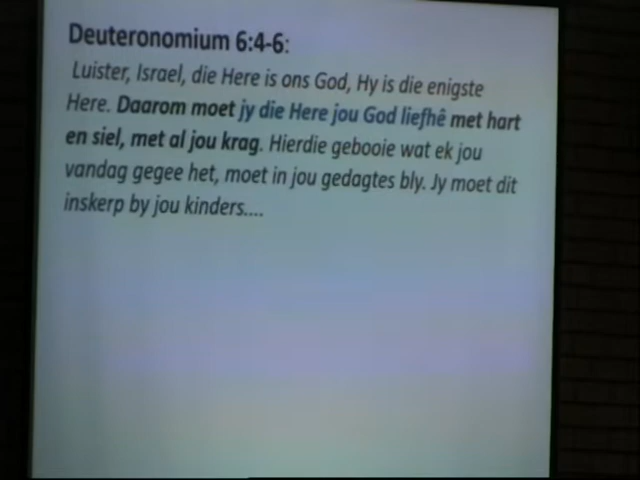 Deuteronomium 6:4-6:
Luister, Israel, die Here is ons God, Hy is die enigste
Here. Daarom moet jy die Here jou God liefhê met hart
en siel, met al jou krag. Hierdie gebooie wat ek jou
vandag gegee het, moet in jou gedagtes bly. Jy moet dit
inskerp by jou kinders....